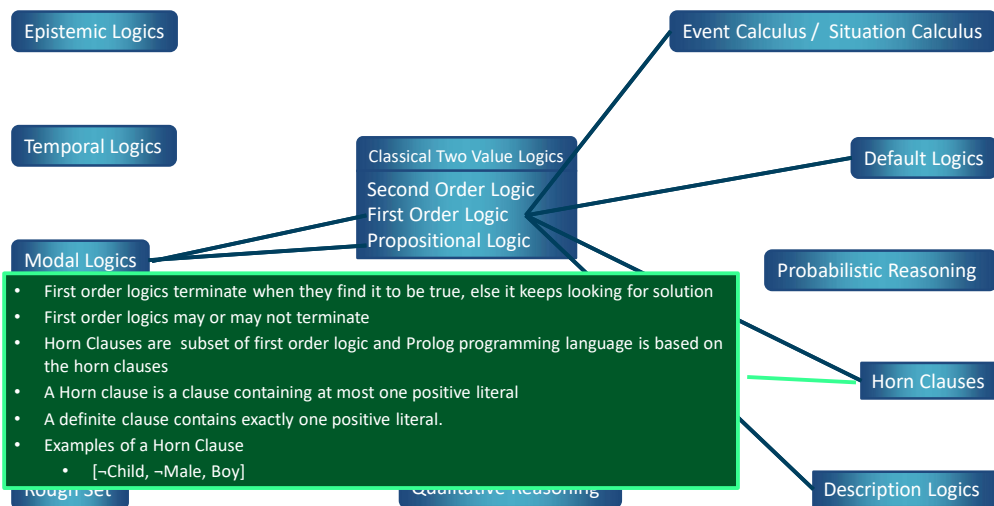 Epistemic Logics
Event Calculus / Situation Calculus
Temporal Logics
Classical Two Value Logics
Second Order Logic
First Order Logic
Propositional Logic
Default Logics
Modal Logics
Probabilistic Reasoning
• First order logics terminate when they find it to be true, else it keeps looking for solution
• First order logics may or may not terminate
• Horn Clauses are subset of first order logic and Prolog programming language is based on
the horn clauses
• A Horn clause is a clause containing at most one positive literal
• A definite clause contains exactly one positive literal.
• Examples of a Horn Clause
• [¬Child, ¬Male, Boy]
Horn Clauses
Rough Set
Qualitative Reasoning
Description Logics